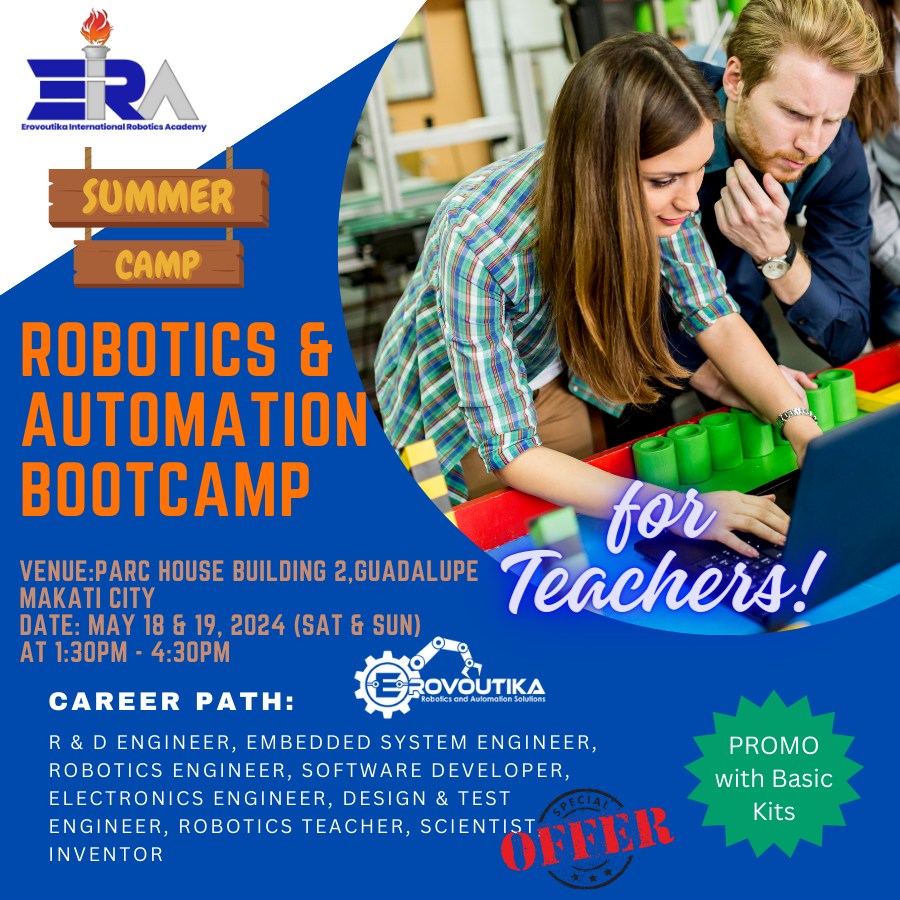 ERA
Erovoutika International Robotics Academy
SUMMER
CAMP
ROBOTICS &
AUTOMATION
BOOTCAMP
for
Teachers!
VENUE:PARC HOUSE BUILDING 2,GUADALUPE
MAKATI CITY
DATE: MAY 18 & 19, 2024 (SAT & SUN)
AT 1:30PM - 4:30PM
EROVOUTIKA
Robotics and Automation Solutions
CAREER PATH:
R & D ENGINEER, EMBEDDED SYSTEM ENGINEER,
ROBOTICS ENGINEER, SOFTWARE DEVELOPER,
ELECTRONICS ENGINEER, DESIGN & TEST
ENGINEER, ROBOTICS TEACHER, SCIENTIST,
INVENTOR
SPECIAL
OFFER
PROMO
with Basic
Kits